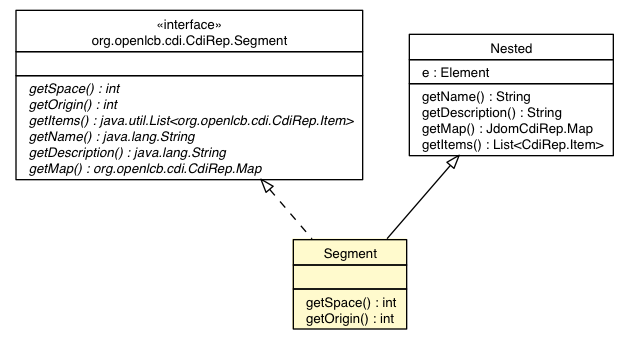 «interface»
org.openlcb.cdi.CdiRep.Segment
getSpace() : int
getOrigin() : int
getItems() : java.util.List<org.openlcb.cdi.CdiRep.Item>
getName() : java.lang.String
getDescription() : java.lang.String
getMap() : org.openlcb.cdi.CdiRep.Map
Nested
e : Element
getName() : String
getDescription() : String
getMap() : JdomCdiRep.Map
getItems() : List<CdiRep.Item>
Segment
getSpace() : int
getOrigin() : int